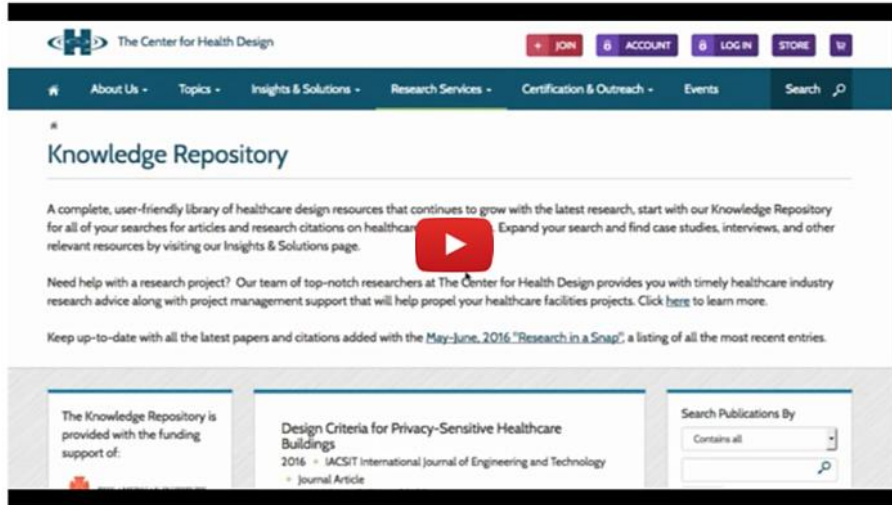 The Center for Health Design
+ JOIN
ACCOUNT
LOG IN
STORE
About Us
Topics
Insights & Solutions
Research Services
Certification & Outreach
Events
Search
Knowledge Repository
A complete, user-friendly library of healthcare design resources that continues to grow with the latest research, start with our Knowledge Repository
for all of your searches for articles and research citations on healthcare Expand your search and find case studies, interviews, and other
relevant resources by visiting our Insights & Solutions page.
Need help with a research project? Our team of top-notch researchers at The Center for Health Design provides you with timely healthcare industry
research advice along with project management support that will help propel your healthcare facilities projects. Click here to learn more.
Keep up-to-date with all the latest papers and citations added with the May-June, 2016 "Research in a Snap", a listing of all the most recent entries.
The Knowledge Repository is
provided with the funding
support of:
Design Criteria for Privacy-Sensitive Healthcare
Buildings
2016 • IACSIT International Journal of Engineering and Technology
• Journal Article
Search Publications By
Contains all